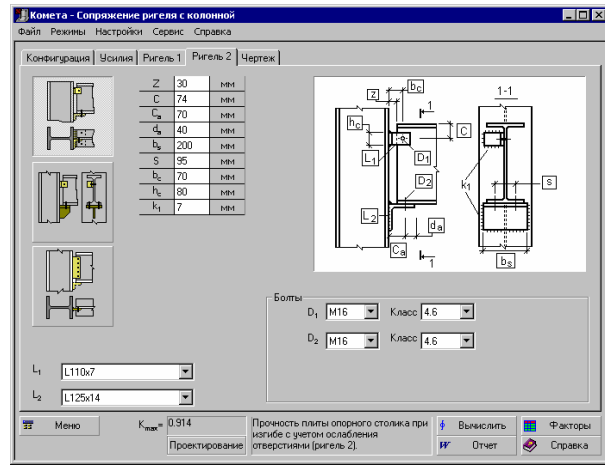 Комета - Сопряжение ригеля с колонной
Файл Режимы Настройки Сервис Справка
Конфигурация Усилия Ригель 1 Ригель 2 Чертеж
Z 30 мм
C 74 мм
Ca 70 мм
da 40 мм
bs 200 мм
S 95 мм
bc 70 мм
hc 80 мм
k1 7 мм
z bc 1 1-1
hc C
L1 D1
D2 k1 s
L2
da
Ca 1 bs
Болты
D1 M16 Класс 4.6
D2 M16 Класс 4.6
L1 L110x7
L2 L125x14
Меню Kmax= 0.914 Прочность плиты опорного столика при Вычислить Факторы
изгибе с учетом ослабления
Проектирование отверстиями (ригель 2). W Отчет Справка